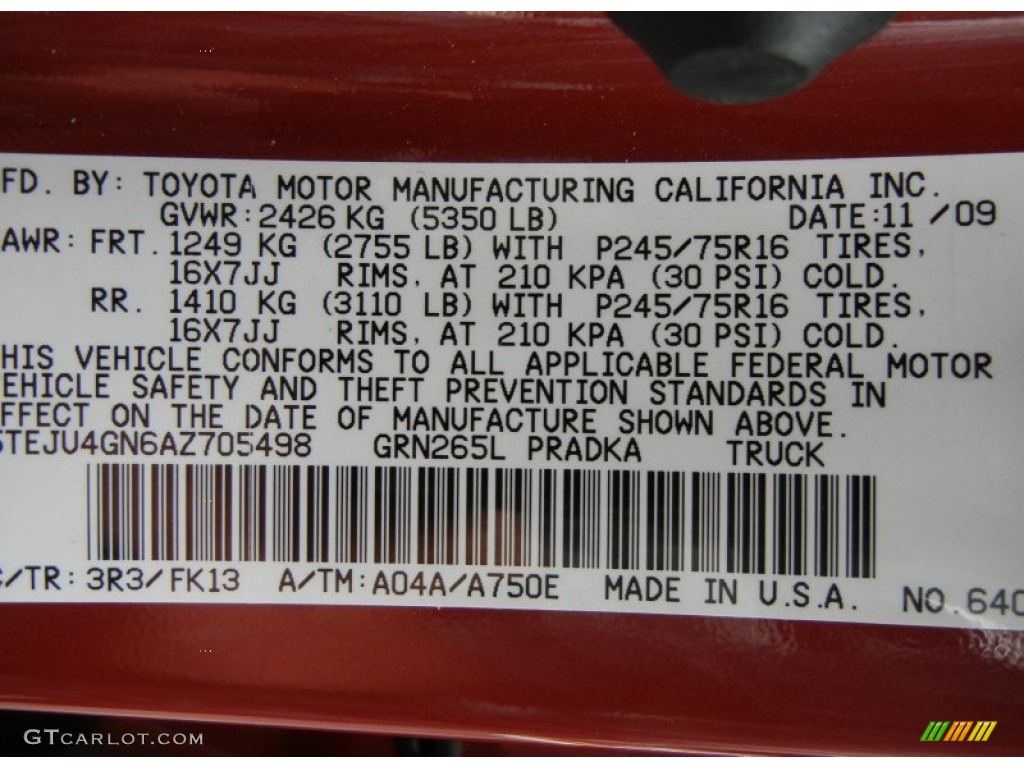 FD. BY: TOYOTA MOTOR MANUFACTURING CALIFORNIA INC.
GVWR: 2426 KG (5350 LB) DATE: 11 / 09
AWR: FRT. 1249 KG (2755 LB) WITH P245/75R16 TIRES,
16X7JJ RIMS, AT 210 KPA (30 PSI) COLD.
RR. 1410 KG (3110 LB) WITH P245/75R16 TIRES,
16X7JJ RIMS, AT 210 KPA (30 PSI) COLD.
HIS VEHICLE CONFORMS TO ALL APPLICABLE FEDERAL MOTOR
EHICLE SAFETY AND THEFT PREVENTION STANDARDS IN
FFECT ON THE DATE OF MANUFACTURE SHOWN ABOVE.
5TEJU4GN6AZ705498 GRN265L PRADKA TRUCK
C/TR: 3R3/FK13 A/TM: A04A/A750E MADE IN U.S.A. NO. 640
GTCARLOT.COM